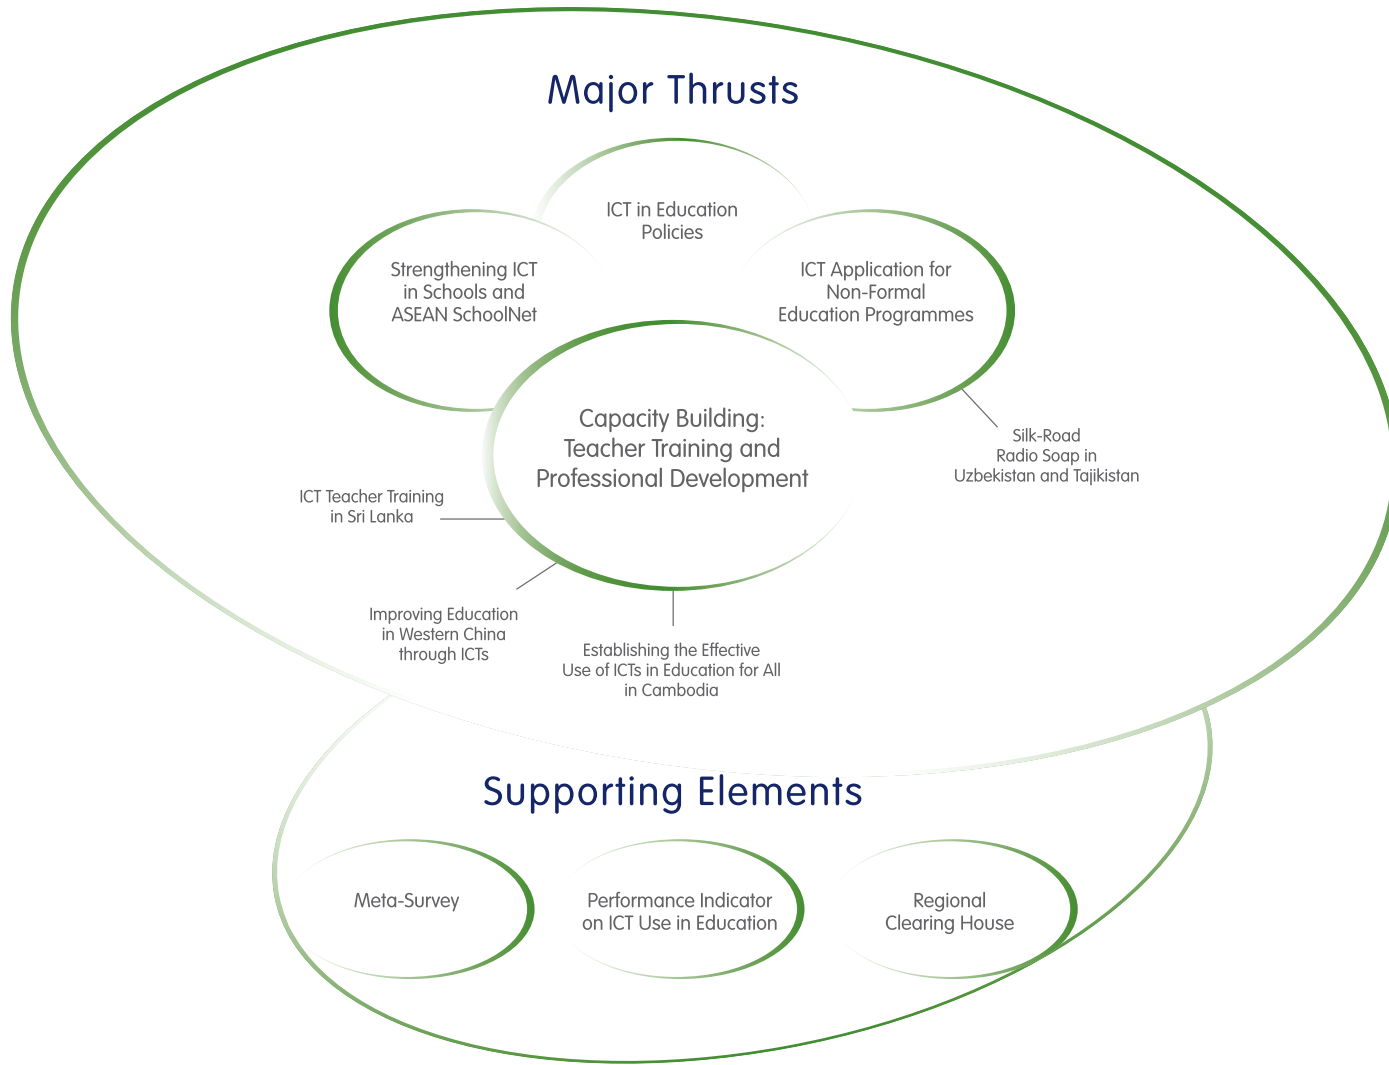 Major Thrusts
ICT in Education
Policies
Strengthening ICT
in Schools and
ASEAN SchoolNet
ICT Application for
Non-Formal
Education Programmes
Capacity Building:
Teacher Training and
Professional Development
Silk-Road
Radio Soap in
Uzbekistan and Tajikistan
ICT Teacher Training
in Sri Lanka
Improving Education
in Western China
through ICTs
Establishing the Effective
Use of ICTs in Education for All
in Cambodia
Supporting Elements
Meta-Survey
Performance Indicator
on ICT Use in Education
Regional
Clearing House